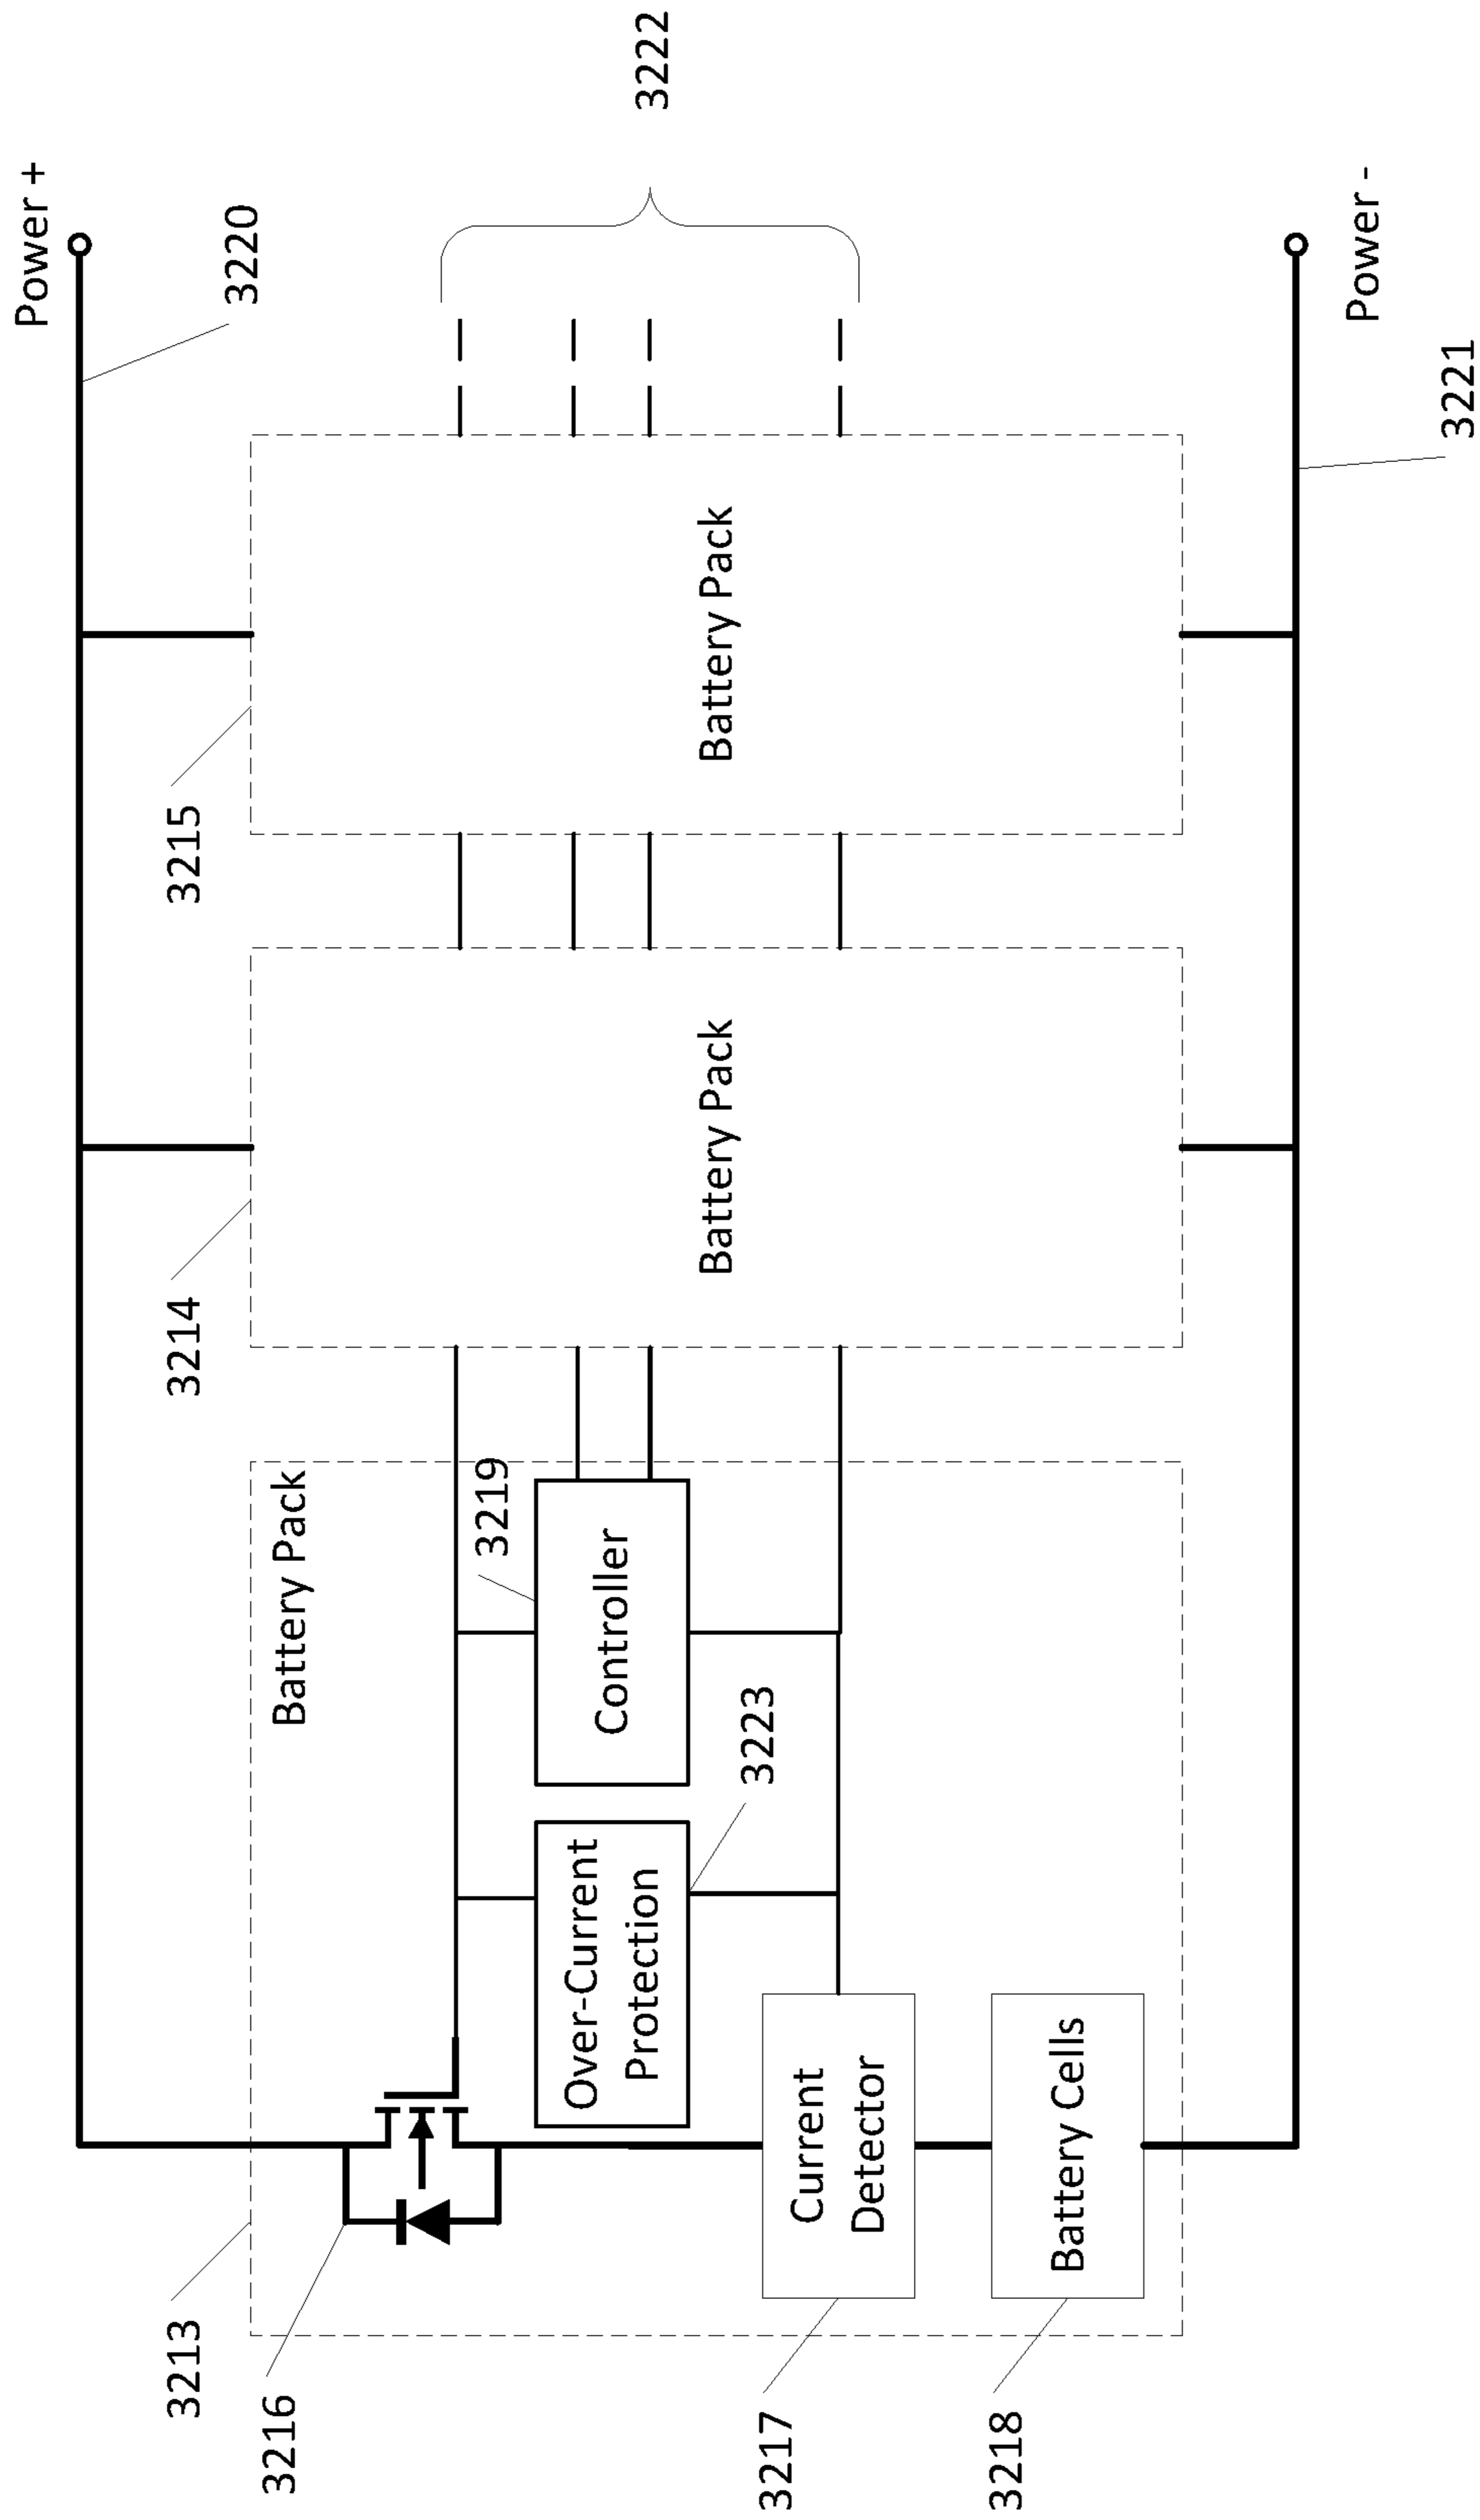 Power +
3220
3213
3214
3215
3216
Battery Pack
3219
Over-Current
Protection
Controller
3223
Battery Pack
Battery Pack
3222
Current
Detector
3217
Battery Cells
3218
Power -
3221